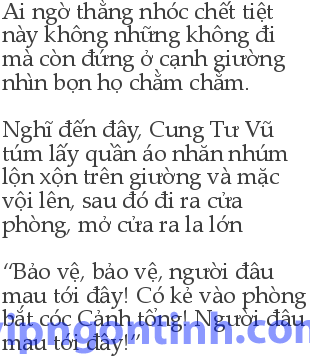 Ai ngờ thằng nhóc chết tiệt
này không những không đi
mà còn đứng ở cạnh giường
nhìn bọn họ chằm chằm.
Nghĩ đến đây, Cung Tư Vũ
túm lấy quần áo nhăn nhúm
lộn xộn trên giường và mặc
vội lên, sau đó đi ra cửa
phòng, mở cửa ra la lớn
“Bảo vệ, bảo vệ, người đâu
mau tới đây! Có kẻ vào phòng
bắt cóc Cảnh tổng! Người đâu
mau tới đây!”
vipngontinh.com